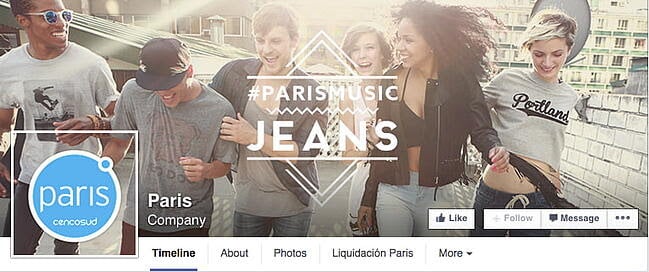 #PARISMUSIC
JEANS
Portland
paris
cencosud
Paris
Company
Like
+ Follow
Message
Timeline
About
Photos
Liquidación Paris
More